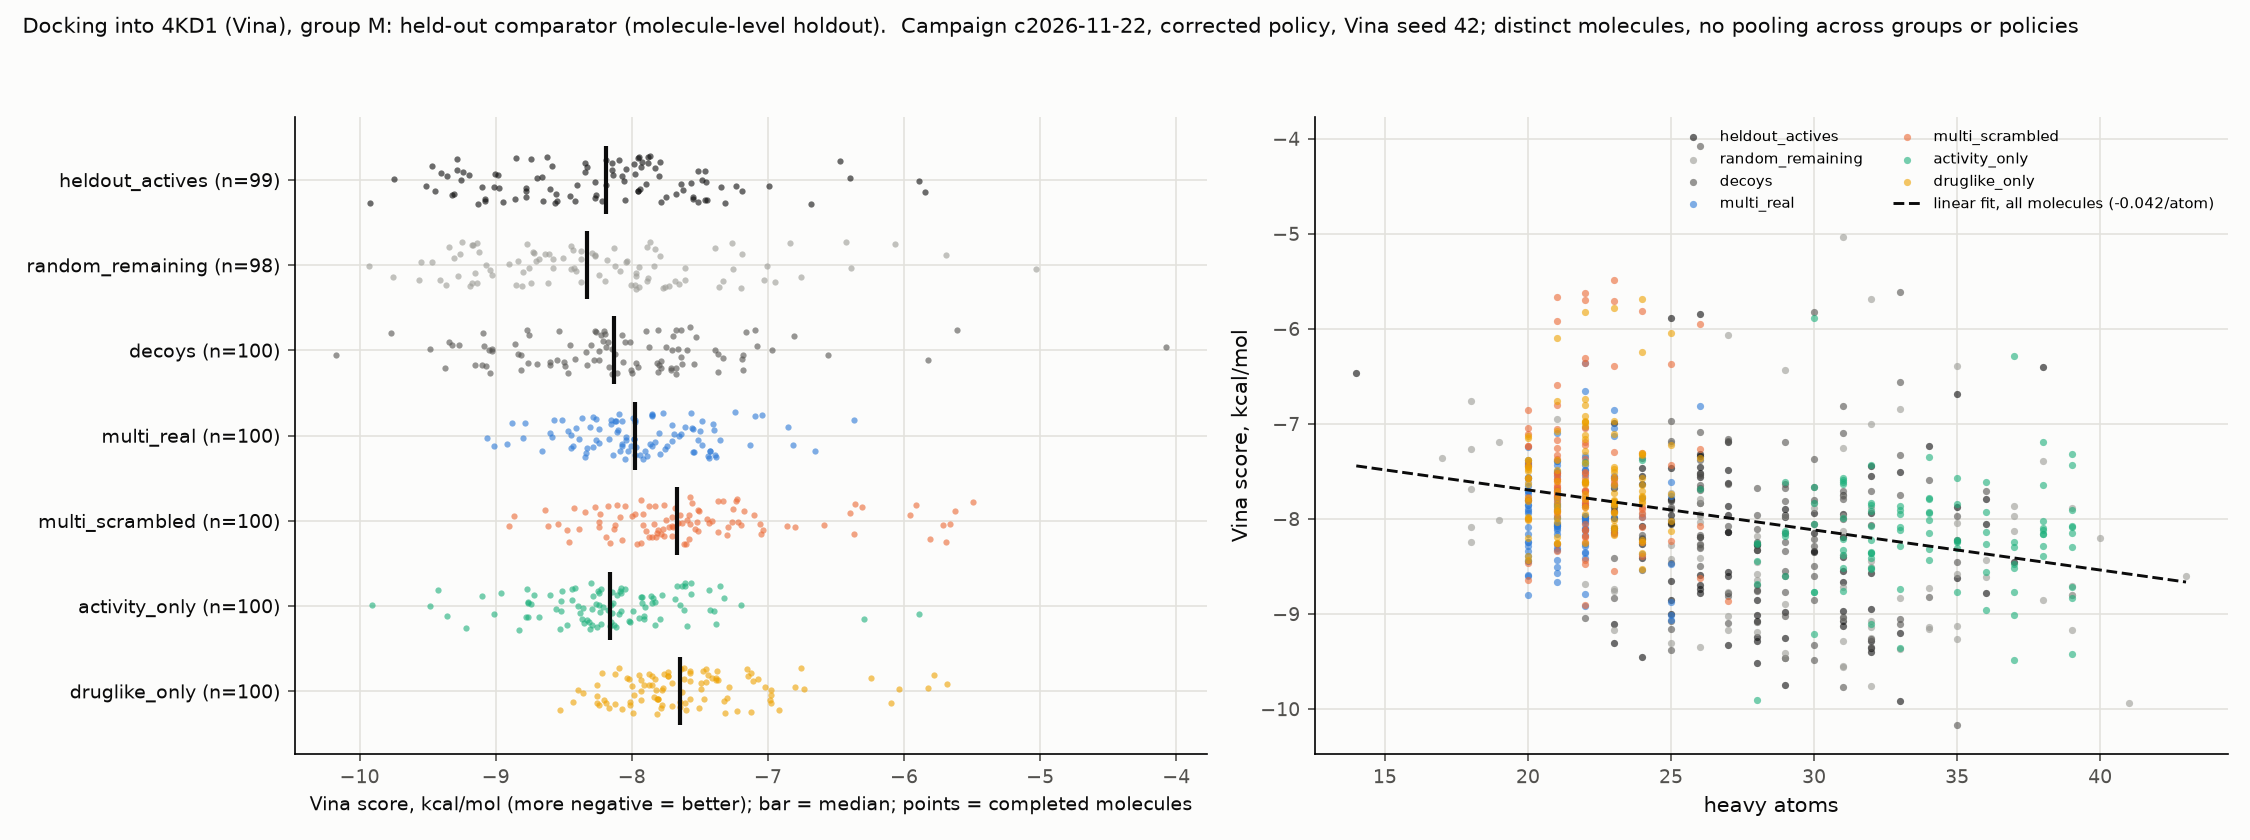 Docking into 4KD1 (Vina), group M: held-out comparator (molecule-level holdout).  Campaign c2026-11-22, corrected policy, Vina seed 42; distinct molecules, no pooling across groups or policies
heldout_actives (n=99)
random_remaining (n=98)
decoys (n=100)
multi_real (n=100)
multi_scrambled (n=100)
activity_only (n=100)
druglike_only (n=100)
−10 −9 −8 −7 −6 −5 −4
Vina score, kcal/mol (more negative = better); bar = median; points = completed molecules
Vina score, kcal/mol
−4
−5
−6
−7
−8
−9
−10
heldout_actives
random_remaining
decoys
multi_real
multi_scrambled
activity_only
druglike_only
linear fit, all molecules (-0.042/atom)
15 20 25 30 35 40
heavy atoms